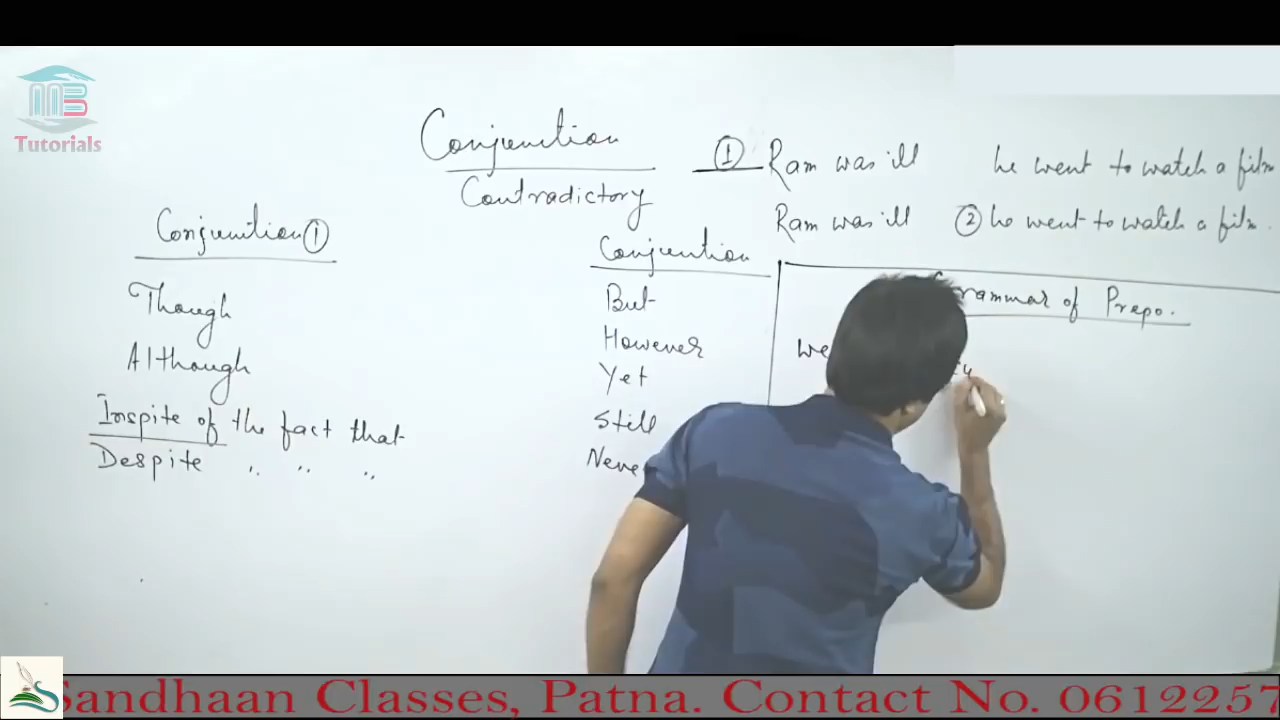 MB
Tutorials
Conjunction
Contradictory
① Ram was ill he went to watch a film
Ram was ill ② he went to watch a film.
Conjunction ①
Though
Although
Inspite of the fact that
Despite " " "
Conjunction
But
However
Yet
Still
Grammar of Prepo.
We
Sandhaan Classes, Patna. Contact No. 0612257